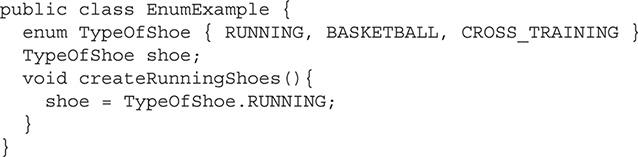 public class EnumExample {
  enum TypeOfShoe { RUNNING, BASKETBALL, CROSS_TRAINING }
  TypeOfShoe shoe;
  void createRunningShoes(){
    shoe = TypeOfShoe.RUNNING;
  }
}